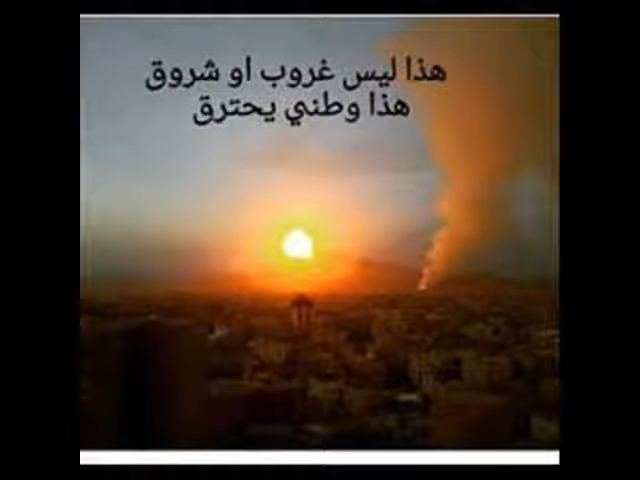 هذا ليس غروب او شروق
هذا وطني يحترق